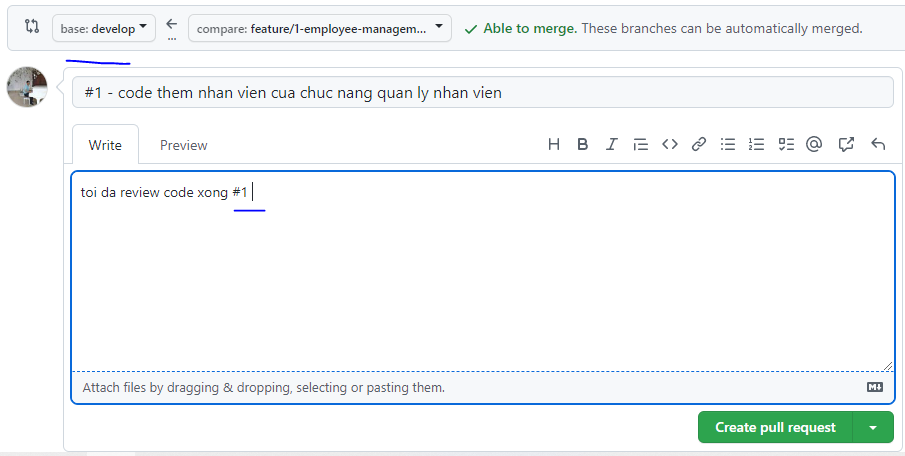 base: develop ← compare: feature/1-employee-managem... Able to merge. These branches can be automatically merged.
#1 - code them nhan vien cua chuc nang quan ly nhan vien
Write Preview
toi da review code xong #1
Attach files by dragging & dropping, selecting or pasting them.
Create pull request